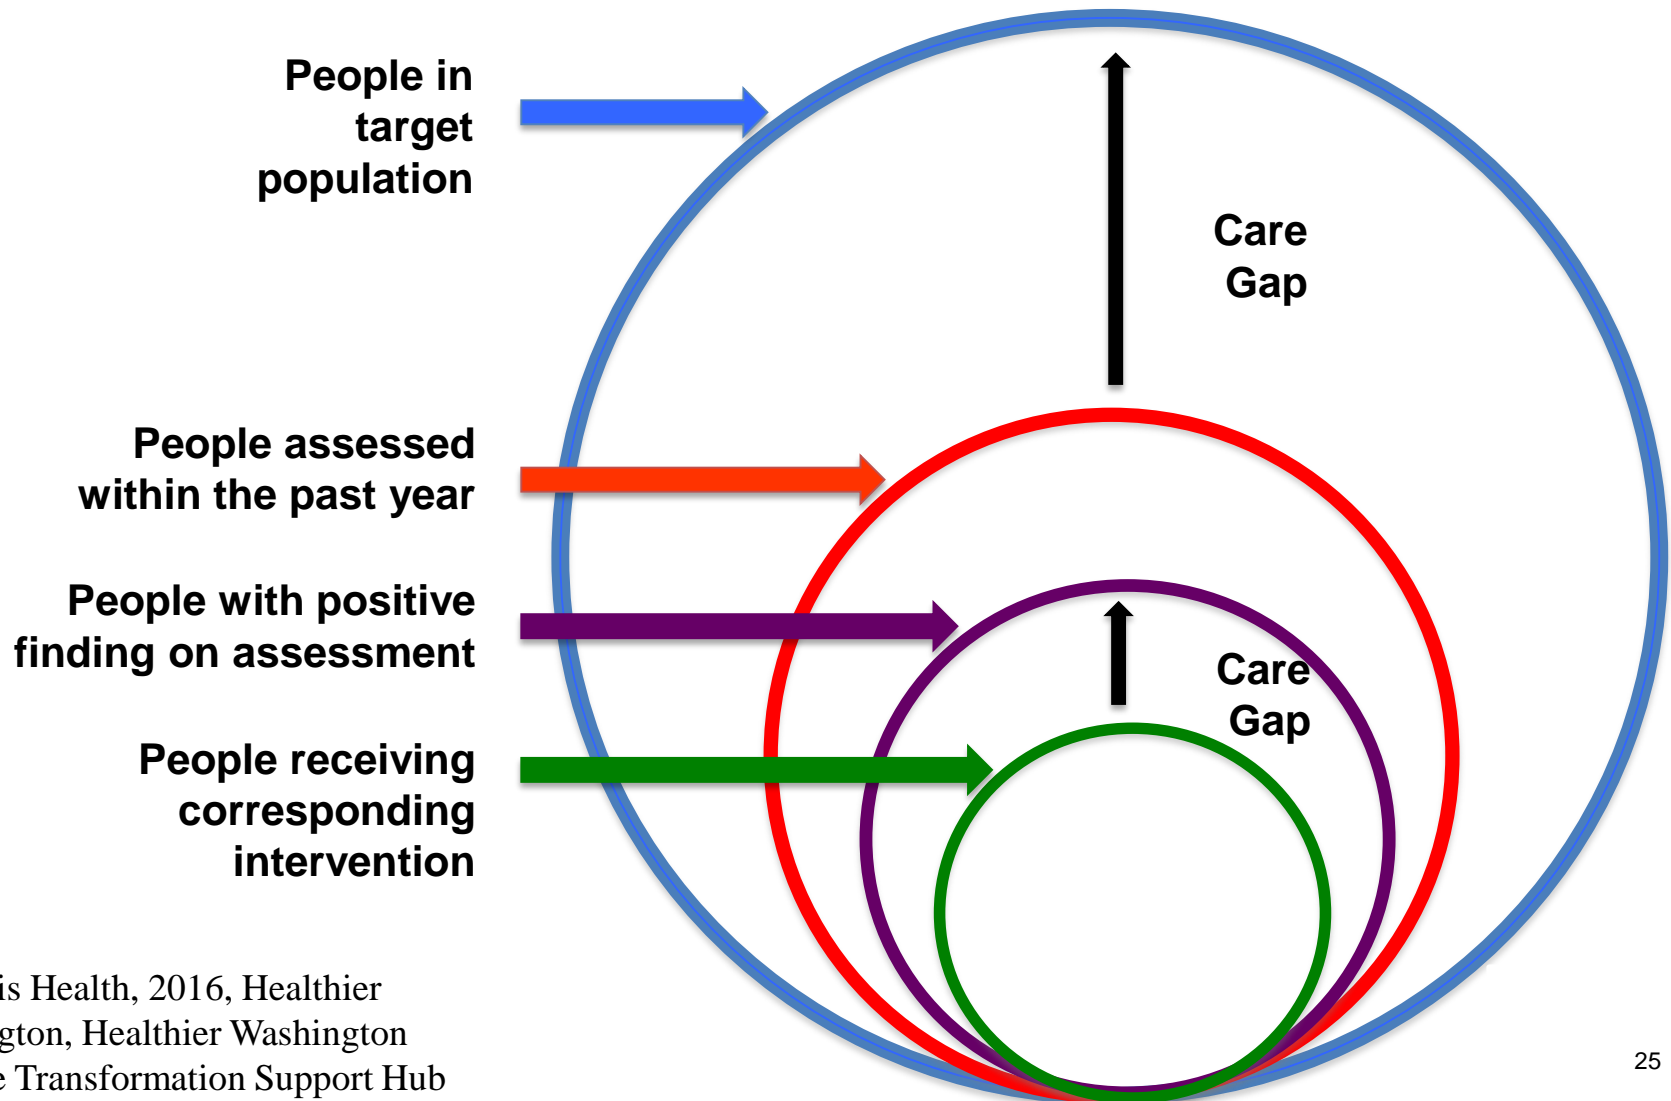 People in
target
population
Care
Gap
People assessed
within the past year
People with positive
finding on assessment
Care
Gap
People receiving
corresponding
intervention
is Health, 2016, Healthier
gton, Healthier Washington
e Transformation Support Hub
25